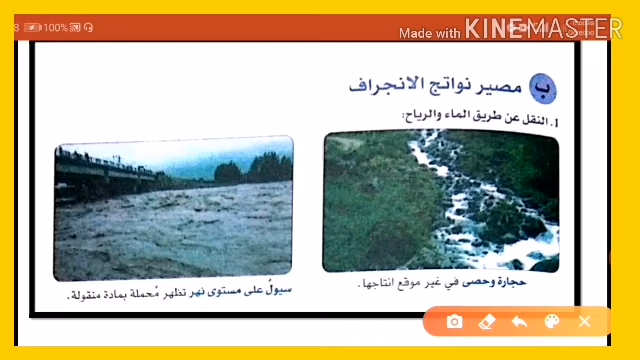 8 100%
Made with KINEMASTER
ب مصير نواتج الانجراف
1. النقل عن طريق الماء والرياح:
حجارة وحصى في غير موقع انتاجها.
سيولٌ على مستوى نهر تظهر مُحملة بمادة منقولة.